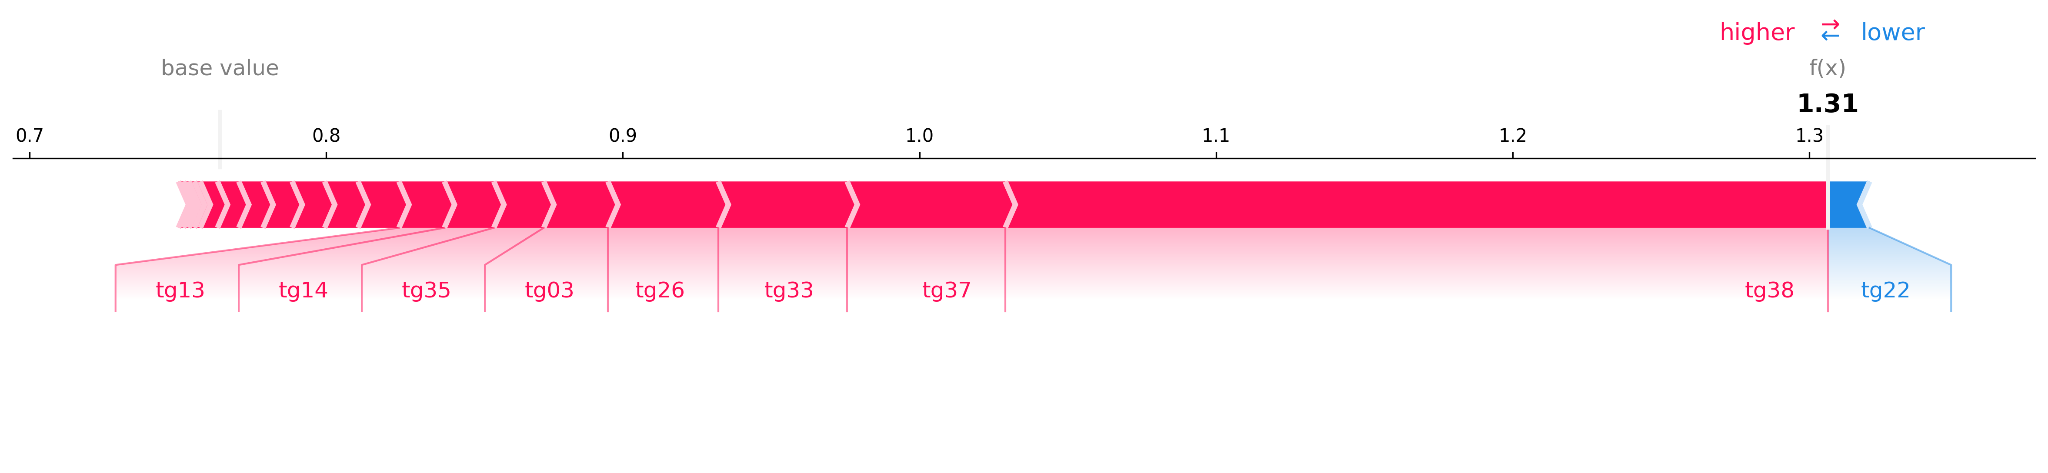 higher ⇄ lower
base value f(x)
1.31
0.7 0.8 0.9 1.0 1.1 1.2 1.3
tg13 tg14 tg35 tg03 tg26 tg33 tg37 tg38 tg22